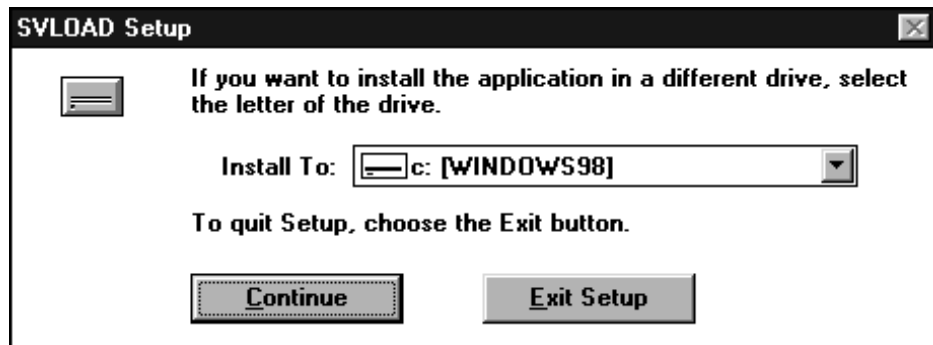 SVLOAD Setup
If you want to install the application in a different drive, select
the letter of the drive.
Install To: c: [WINDOWS98]
To quit Setup, choose the Exit button.
Continue Exit Setup